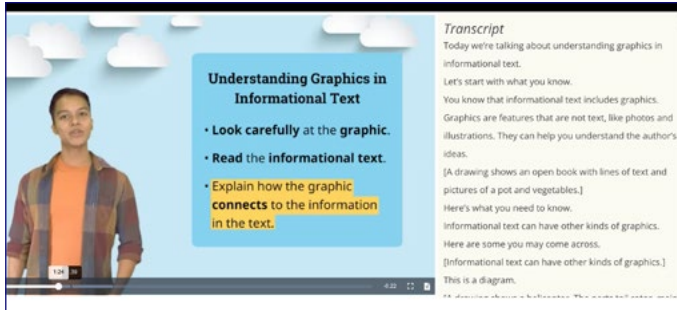 Understanding Graphics in
Informational Text
• Look carefully at the graphic.
• Read the informational text.
• Explain how the graphic
connects to the information
in the text.
1:24
Transcript
Today we're talking about understanding graphics in
informational text.
Let's start with what you know.
You know that informational text includes graphics.
Graphics are features that are not text, like photos and
illustrations. They can help you understand the author's
ideas.
[A drawing shows an open book with lines of text and
pictures of a pot and vegetables.]
Here's what you need to know.
Informational text can have other kinds of graphics.
Here are some you may come across.
[Informational text can have other kinds of graphics.]
This is a diagram.